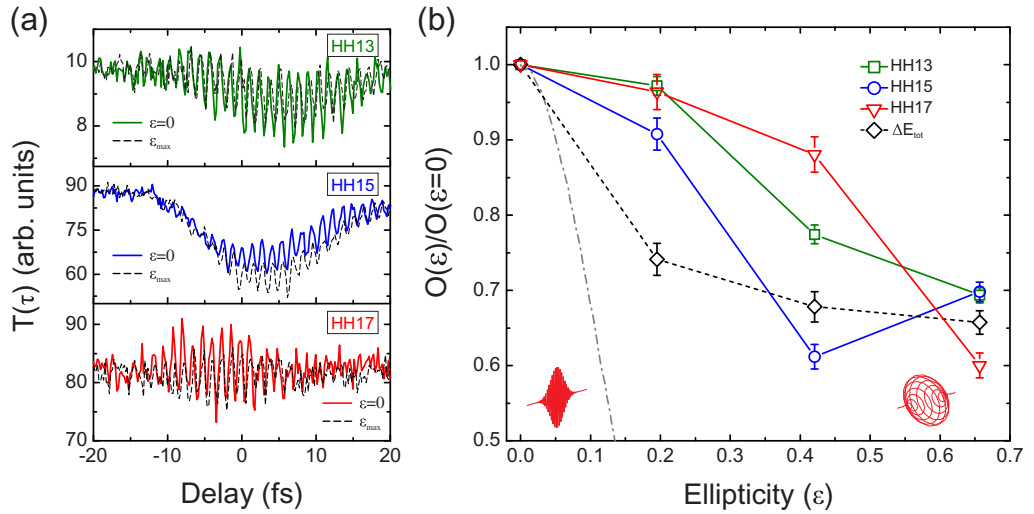 (a)
T(τ) (arb. units)
10
8
HH13
ε=0
εmax
90
75
60
HH15
ε=0
εmax
90
80
70
HH17
ε=0
εmax
-20 -10 0 10 20
Delay (fs)
(b)
O(ε)/O(ε=0)
1.0
0.9
0.8
0.7
0.6
0.5
HH13
HH15
HH17
ΔEtot
0.0 0.1 0.2 0.3 0.4 0.5 0.6 0.7
Ellipticity (ε)